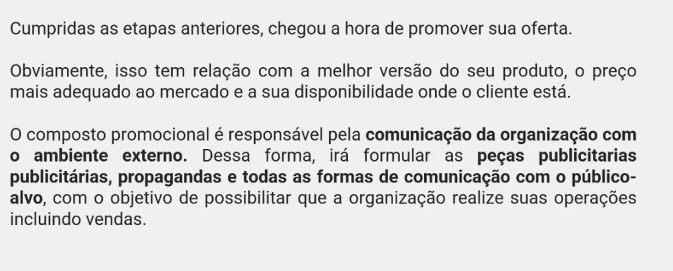 Cumpridas as etapas anteriores, chegou a hora de promover sua oferta.
Obviamente, isso tem relação com a melhor versão do seu produto, o preço
mais adequado ao mercado e a sua disponibilidade onde o cliente está.
O composto promocional é responsável pela comunicação da organização com
o ambiente externo. Dessa forma, irá formular as peças publicitarias
publicitárias, propagandas e todas as formas de comunicação com o público-
alvo, com o objetivo de possibilitar que a organização realize suas operações
incluindo vendas.